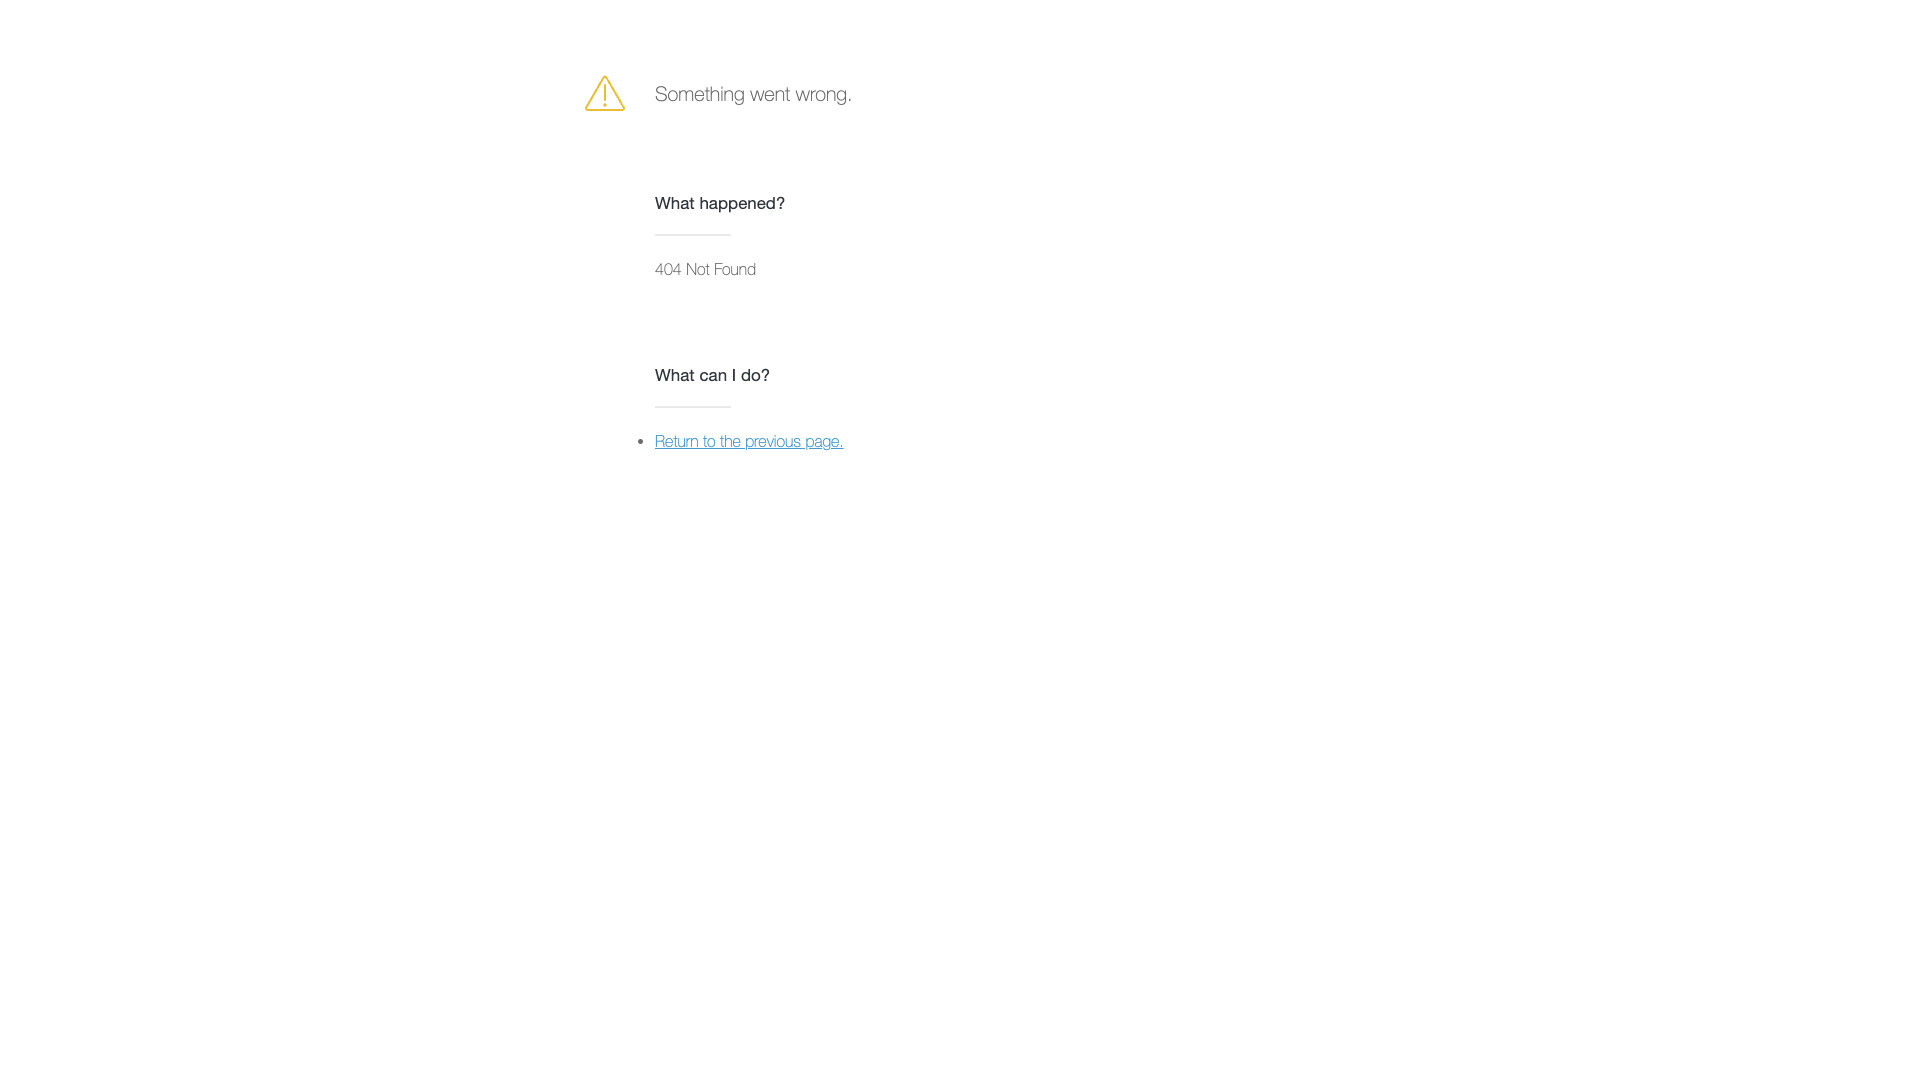 Something went wrong.
What happened?
404 Not Found
What can I do?
Return to the previous page.